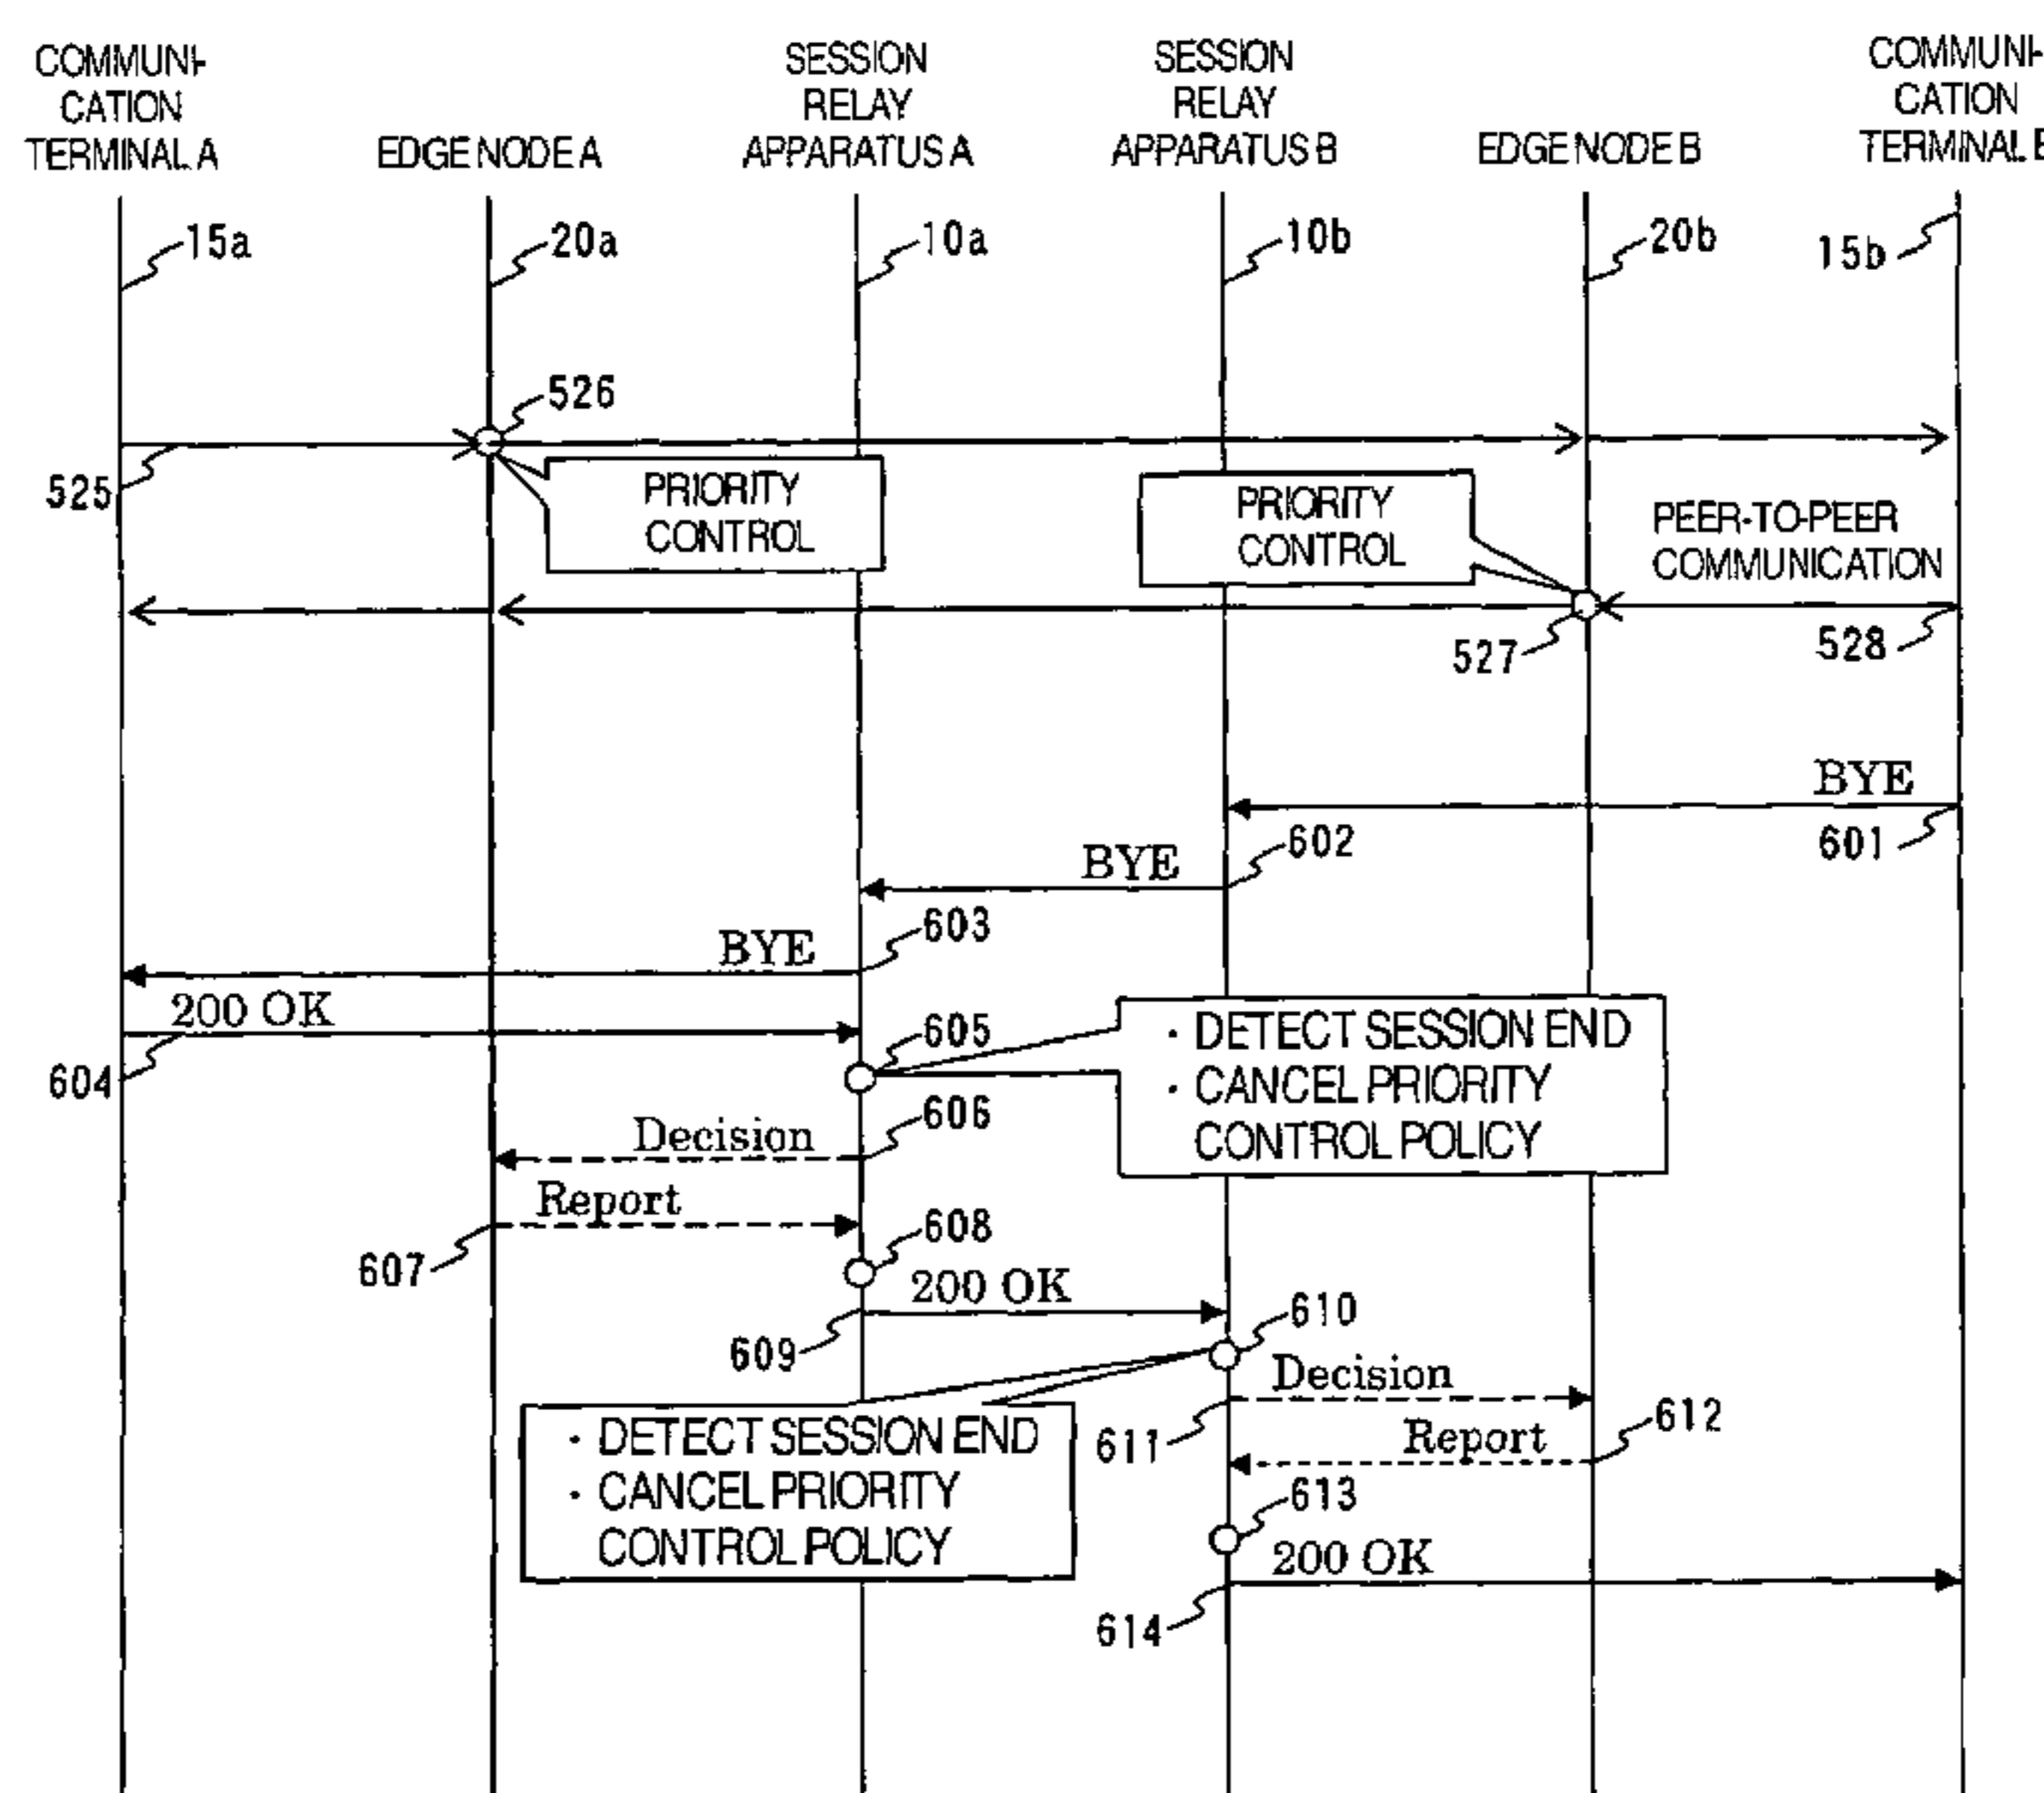 COMMUNI-
CATION
TERMINAL A
EDGE NODE A
SESSION
RELAY
APPARATUS A
SESSION
RELAY
APPARATUS B
EDGE NODE B
COMMUNI-
CATION
TERMINAL B
15a
20a
10a
10b
20b
15b
526
525
PRIORITY
CONTROL
PRIORITY
CONTROL
PEER-TO-PEER
COMMUNICATION
527
528
BYE
601
BYE
602
BYE
603
200 OK
604
605
· DETECT SESSION END
· CANCEL PRIORITY
CONTROL POLICY
Decision
606
Report
607
608
200 OK
609
610
· DETECT SESSION END
· CANCEL PRIORITY
CONTROL POLICY
Decision
611
Report
612
613
200 OK
614